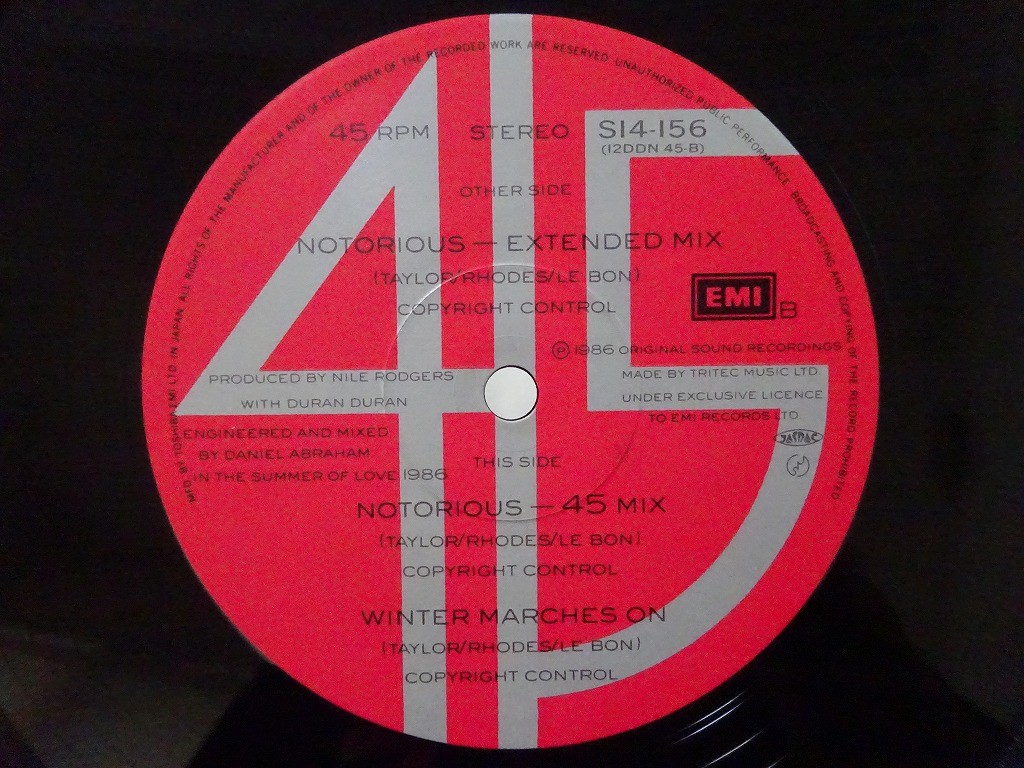 MFD. BY TOSHIBA EMI LTD IN JAPAN ALL RIGHTS OF THE MANUFACTURER AND OF THE OWNER OF THE RECORDED WORK ARE RESERVED. UNAUTHORIZED PUBLIC PERFORMANCE. BROADCASTING AND COPYING OF THE RECORD PROHIBITED
45
45 RPM STEREO S14-156
(12DDN 45-B)
OTHER SIDE
NOTORIOUS — EXTENDED MIX
(TAYLOR/RHODES/LE BON)
COPYRIGHT CONTROL
EMI B
Ⓟ 1986 ORIGINAL SOUND RECORDINGS
MADE BY TRITEC MUSIC LTD
UNDER EXCLUSIVE LICENCE
TO EMI RECORDS LTD
JASRAC
PRODUCED BY NILE RODGERS
WITH DURAN DURAN
ENGINEERED AND MIXED
BY DANIEL ABRAHAM
IN THE SUMMER OF LOVE 1986
THIS SIDE
NOTORIOUS — 45 MIX
(TAYLOR/RHODES/LE BON)
COPYRIGHT CONTROL
WINTER MARCHES ON
(TAYLOR/RHODES/LE BON)
COPYRIGHT CONTROL